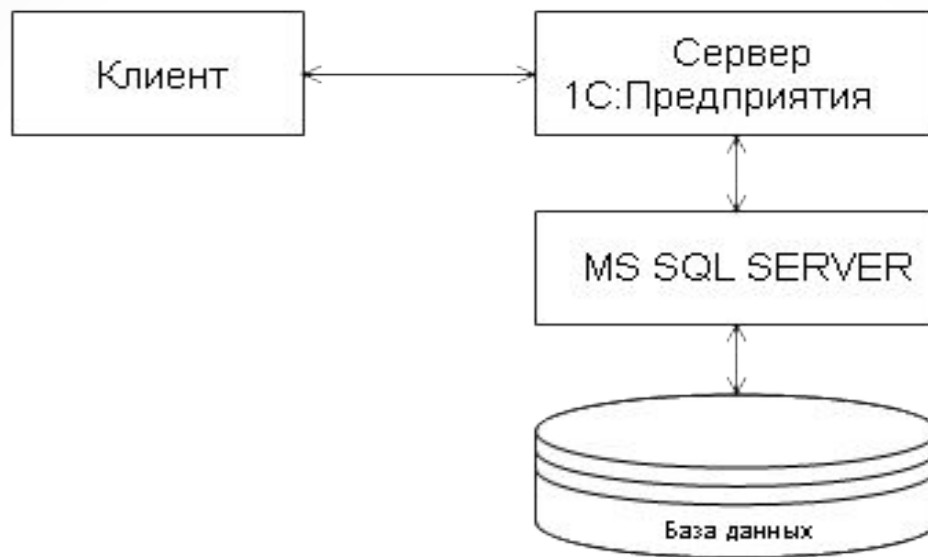 Клиент
Сервер
1С:Предприятия
MS SQL SERVER
База данных